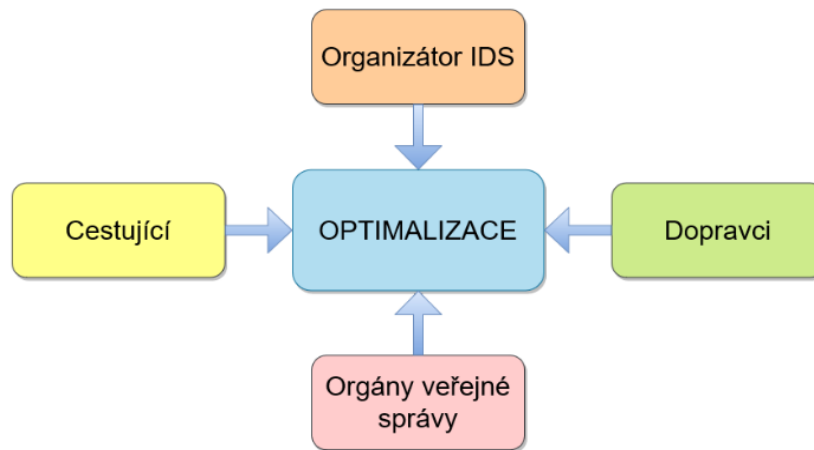 Organizátor IDS
Cestující
OPTIMALIZACE
Dopravci
Orgány veřejné
správy